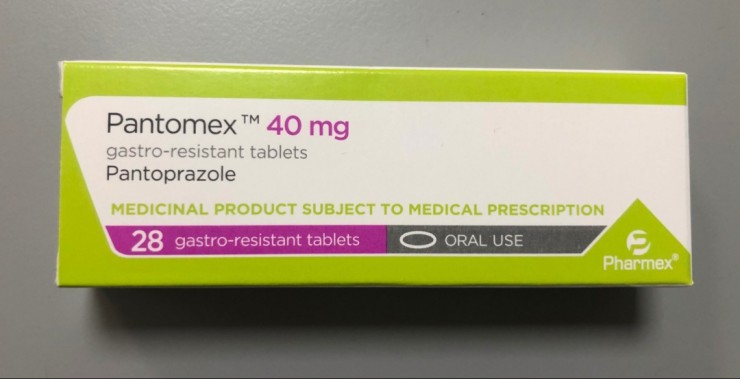 Pantomex™ 40 mg
gastro-resistant tablets
Pantoprazole
MEDICINAL PRODUCT SUBJECT TO MEDICAL PRESCRIPTION
28 gastro-resistant tablets ORAL USE
Pharmex®